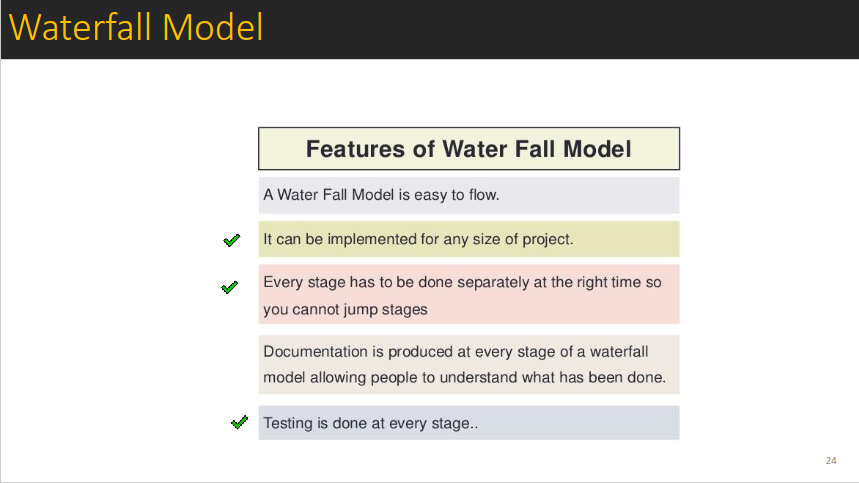 Waterfall Model
Features of Water Fall Model
A Water Fall Model is easy to flow.
It can be implemented for any size of project.
Every stage has to be done separately at the right time so
you cannot jump stages
Documentation is produced at every stage of a waterfall
model allowing people to understand what has been done.
Testing is done at every stage..
24